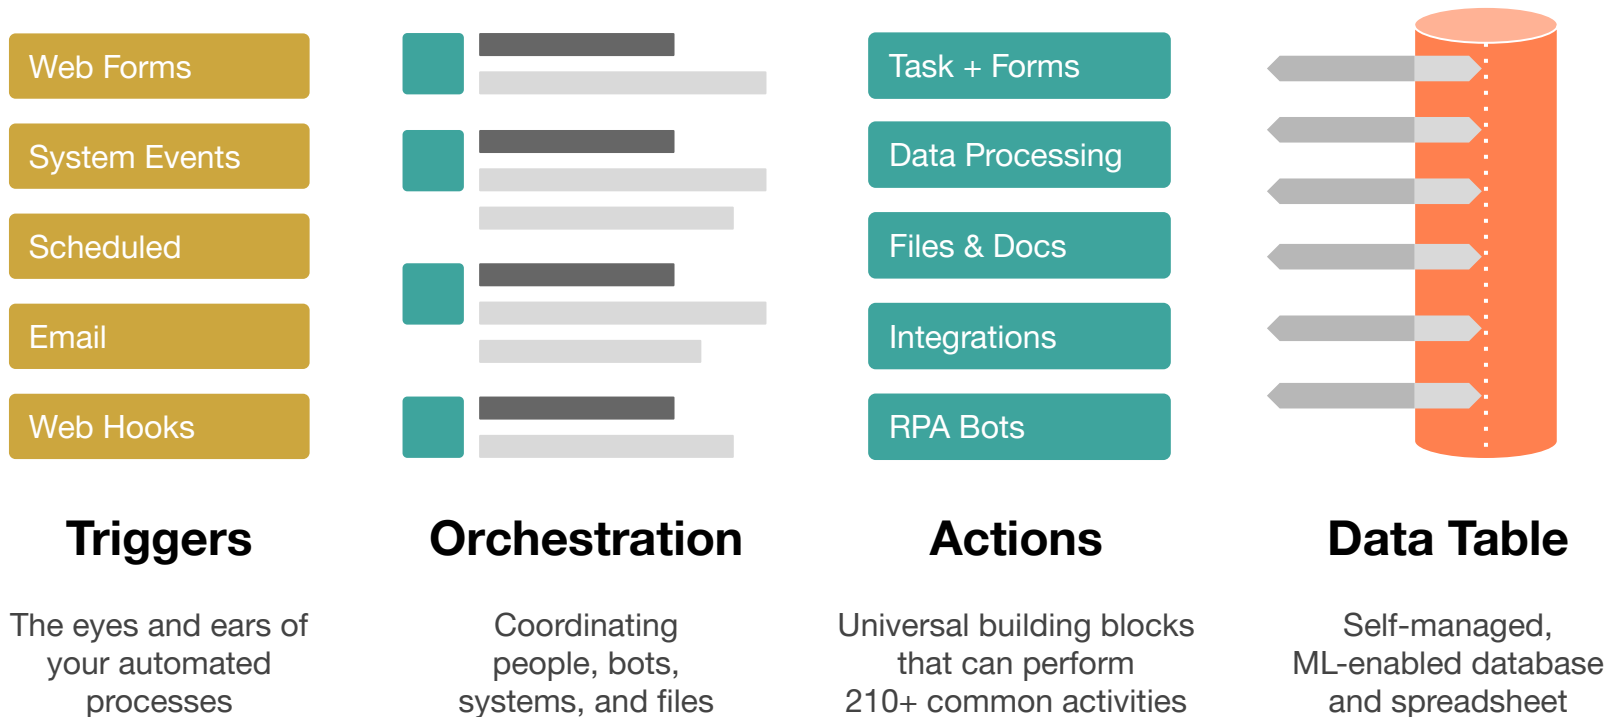 Web Forms
System Events
Scheduled
Email
Web Hooks
Triggers
The eyes and ears of
your automated
processes
Orchestration
Coordinating
people, bots,
systems, and files
Task + Forms
Data Processing
Files & Docs
Integrations
RPA Bots
Actions
Universal building blocks
that can perform
210+ common activities
Data Table
Self-managed,
ML-enabled database
and spreadsheet